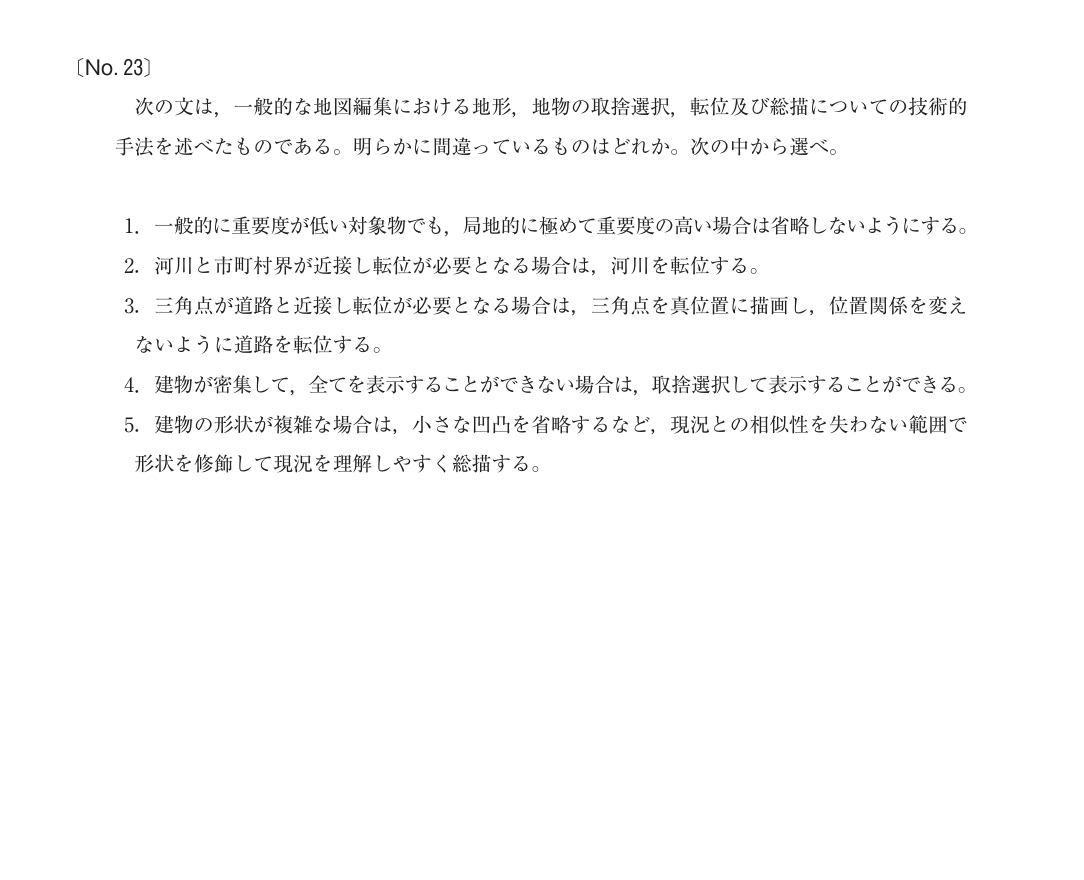 〔No. 23〕
次の文は，一般的な地図編集における地形，地物の取捨選択，転位及び総描についての技術的
手法を述べたものである。明らかに間違っているものはどれか。次の中から選べ。
1．一般的に重要度が低い対象物でも，局地的に極めて重要度の高い場合は省略しないようにする。
2．河川と市町村界が近接し転位が必要となる場合は，河川を転位する。
3．三角点が道路と近接し転位が必要となる場合は，三角点を真位置に描画し，位置関係を変え
ないように道路を転位する。
4．建物が密集して，全てを表示することができない場合は，取捨選択して表示することができる。
5．建物の形状が複雑な場合は，小さな凹凸を省略するなど，現況との相似性を失わない範囲で
形状を修飾して現況を理解しやすく総描する。